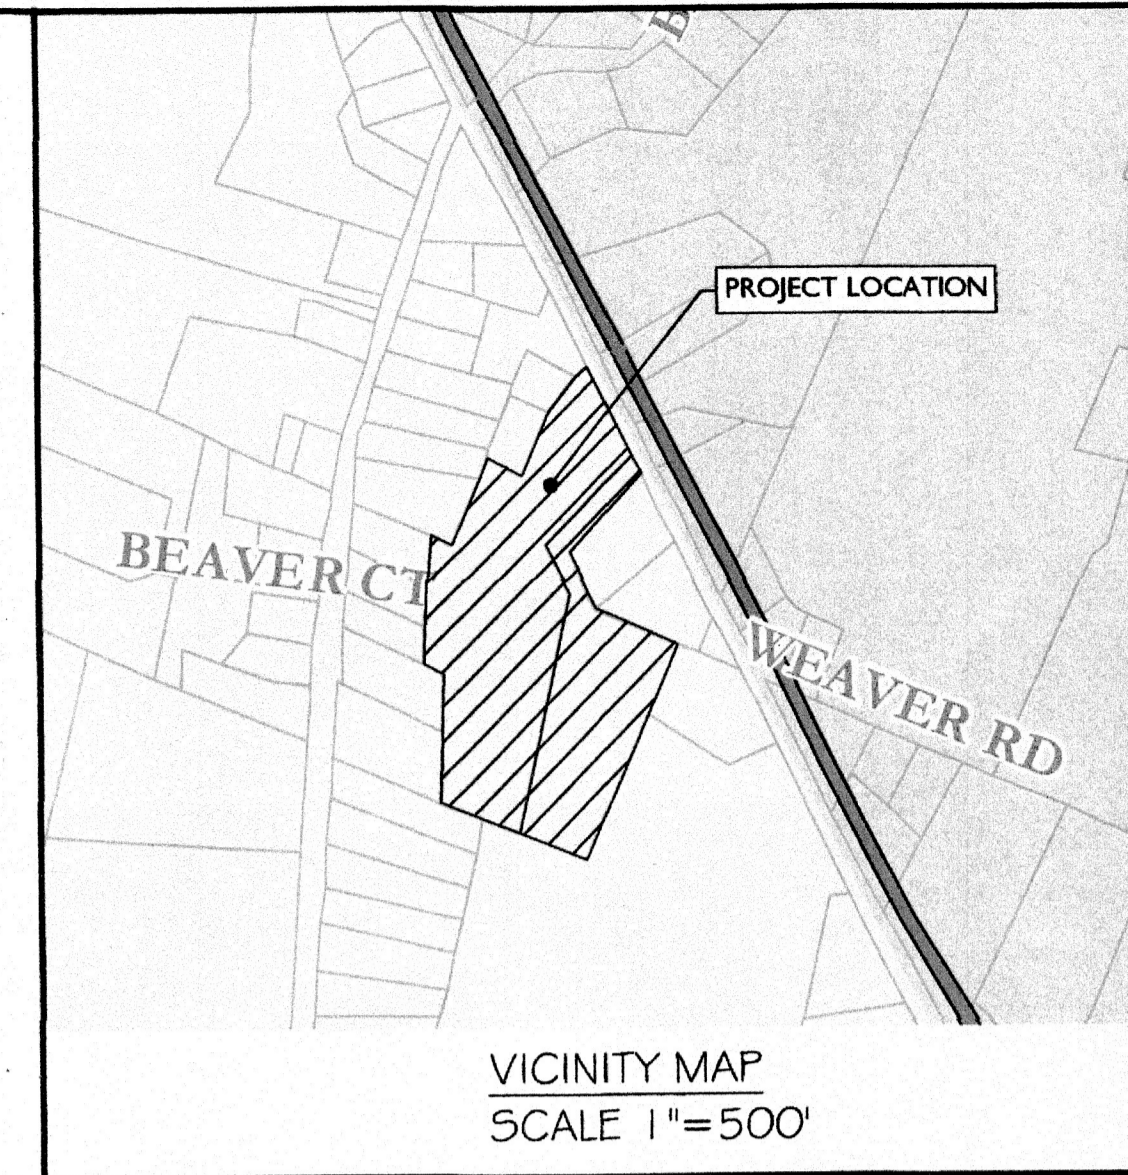 PROJECT LOCATION
BEAVER CT
WEAVER RD
VICINITY MAP
SCALE 1"=500'